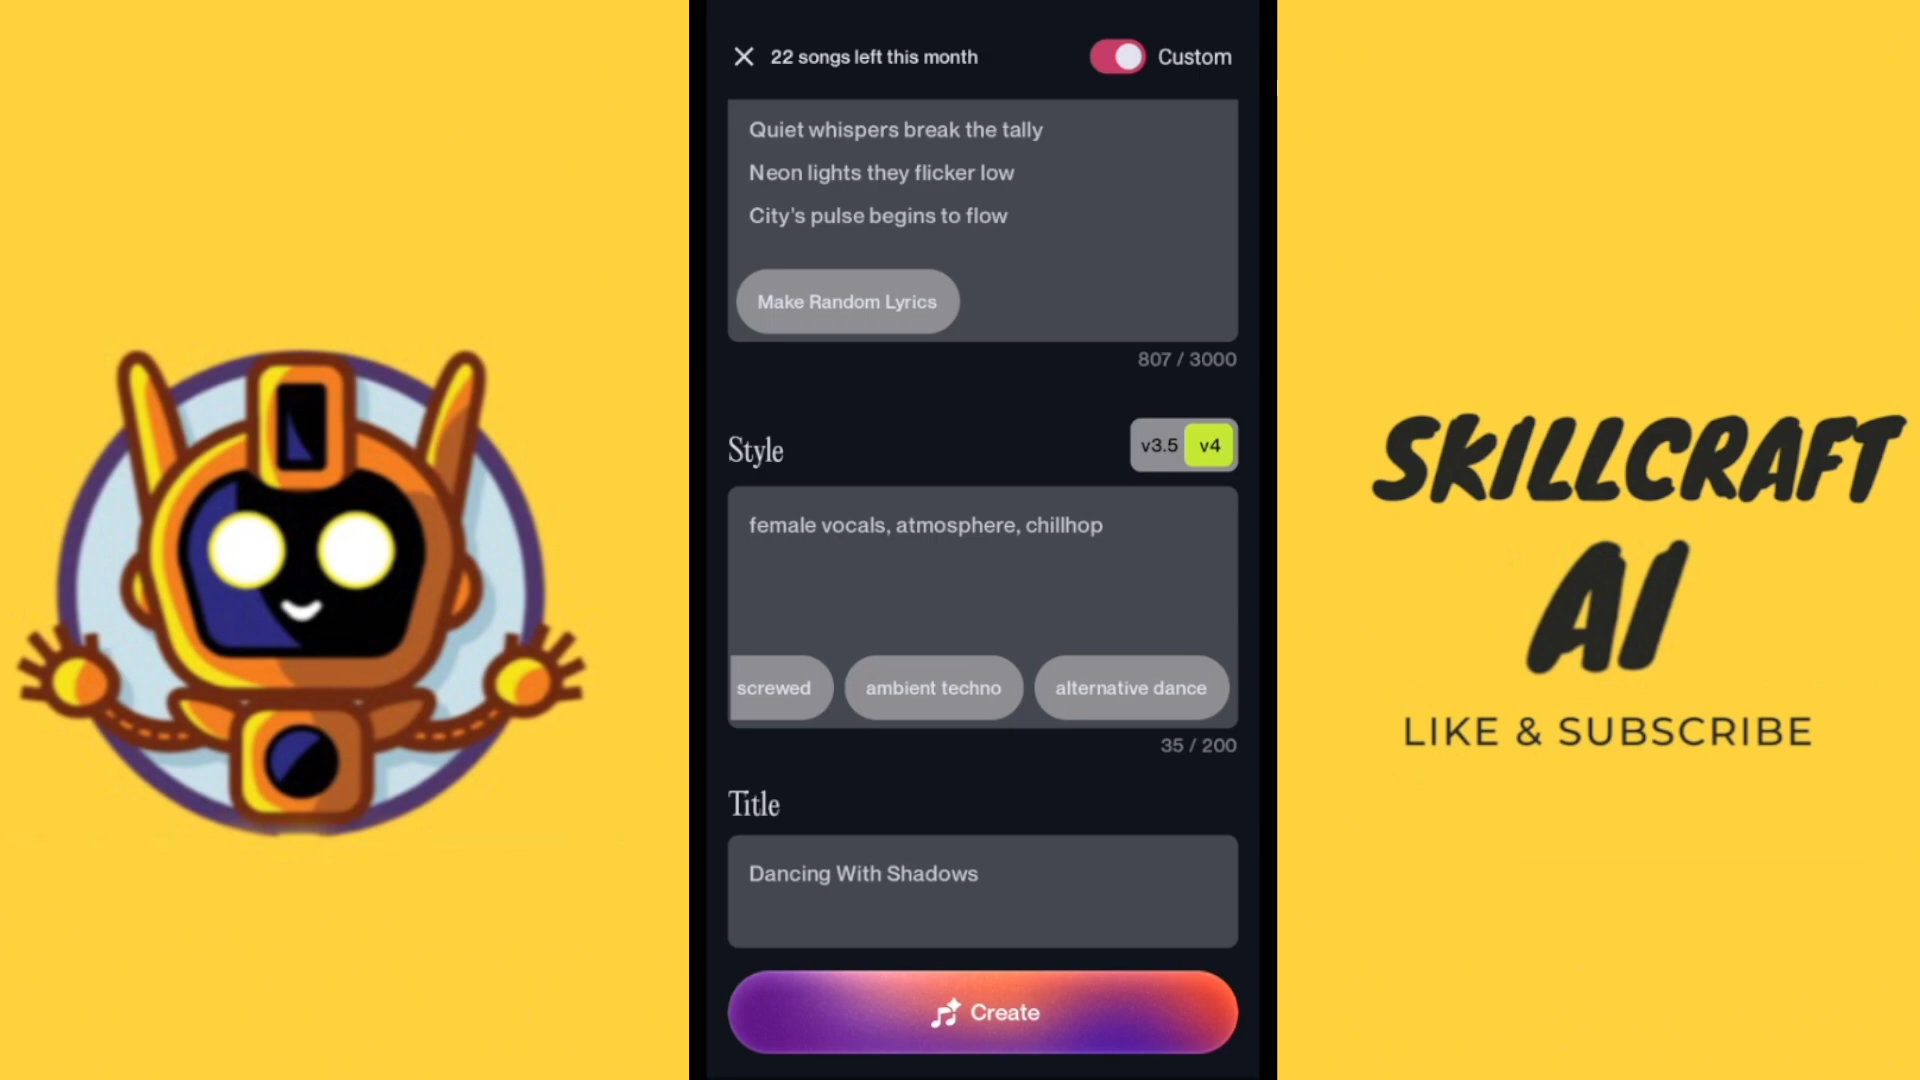 22 songs left this month
Custom
Quiet whispers break the tally
Neon lights they flicker low
City's pulse begins to flow
Make Random Lyrics
807 / 3000
Style
v3.5 v4
female vocals, atmosphere, chillhop
screwed
ambient techno
alternative dance
35 / 200
Title
Dancing With Shadows
Create
SKILLCRAFT
AI
LIKE & SUBSCRIBE